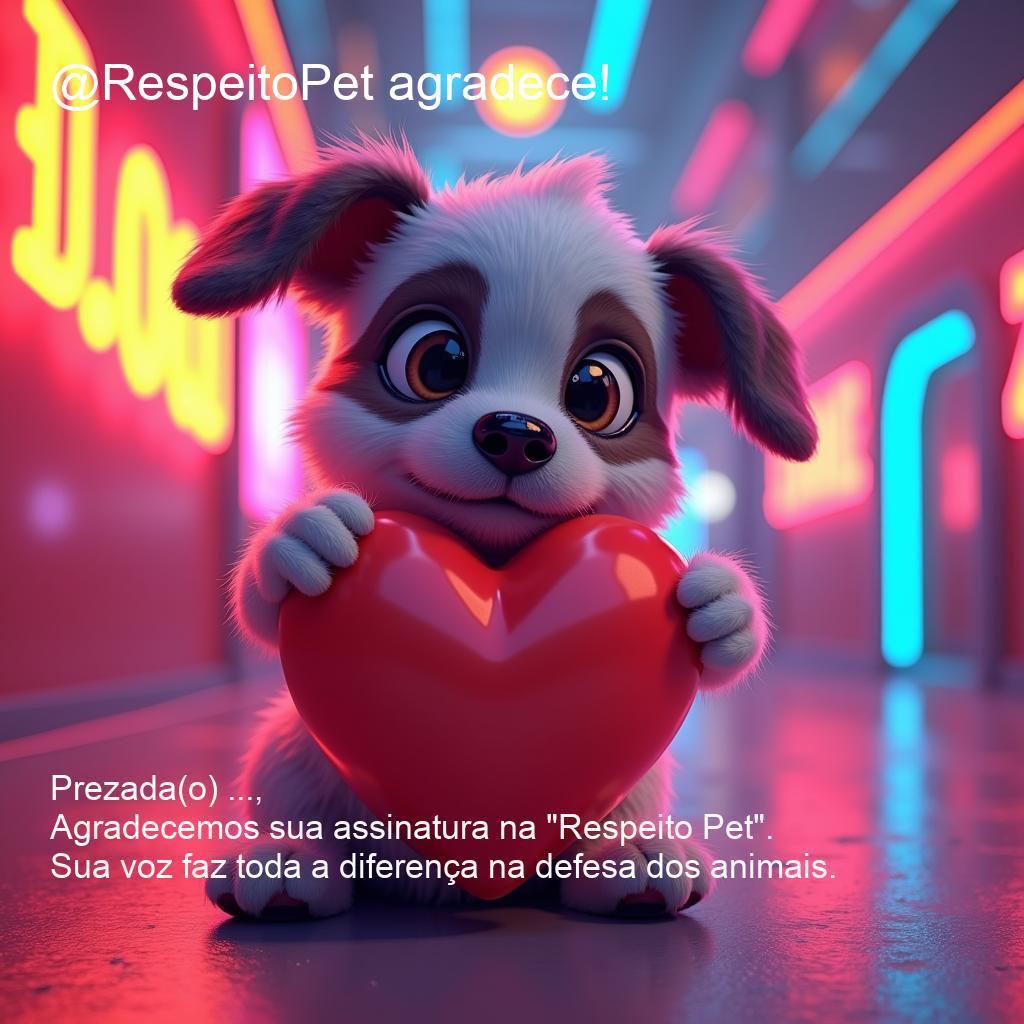 @RespeitoPet agradece!
Prezada(o) ...,
Agradecemos sua assinatura na "Respeito Pet".
Sua voz faz toda a diferença na defesa dos animais.